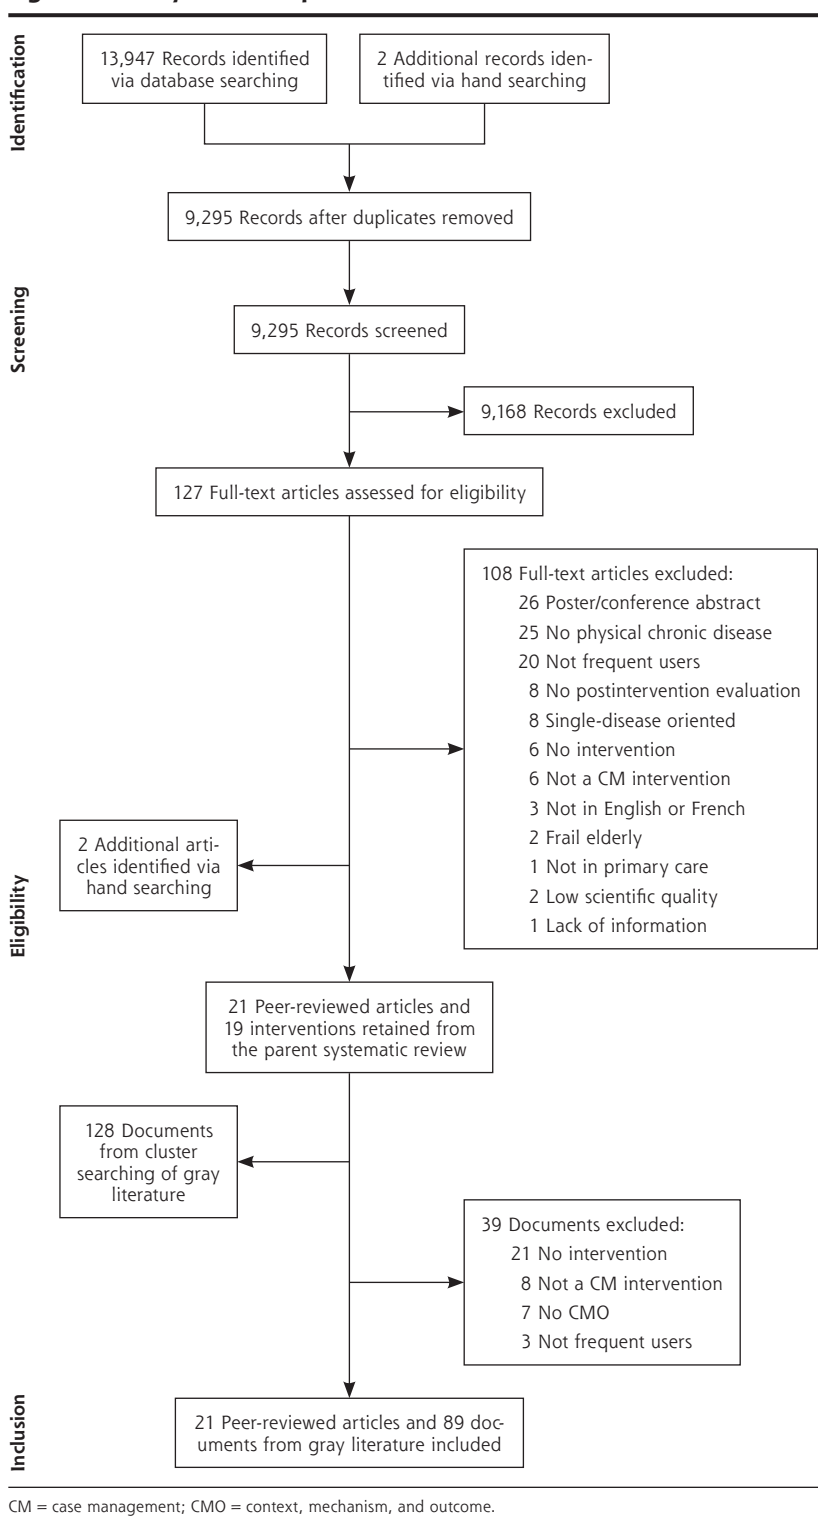 Identification
13,947 Records identified
via database searching
2 Additional records iden-
tified via hand searching
9,295 Records after duplicates removed
Screening
9,295 Records screened
9,168 Records excluded
127 Full-text articles assessed for eligibility
108 Full-text articles excluded:
26 Poster/conference abstract
25 No physical chronic disease
20 Not frequent users
8 No postintervention evaluation
8 Single-disease oriented
6 No intervention
6 Not a CM intervention
3 Not in English or French
2 Frail elderly
1 Not in primary care
2 Low scientific quality
1 Lack of information
Eligibility
2 Additional arti-
cles identified via
hand searching
21 Peer-reviewed articles and
19 interventions retained from
the parent systematic review
128 Documents
from cluster
searching of gray
literature
39 Documents excluded:
21 No intervention
8 Not a CM intervention
7 No CMO
3 Not frequent users
Inclusion
21 Peer-reviewed articles and 89 doc-
uments from gray literature included
CM = case management; CMO = context, mechanism, and outcome.